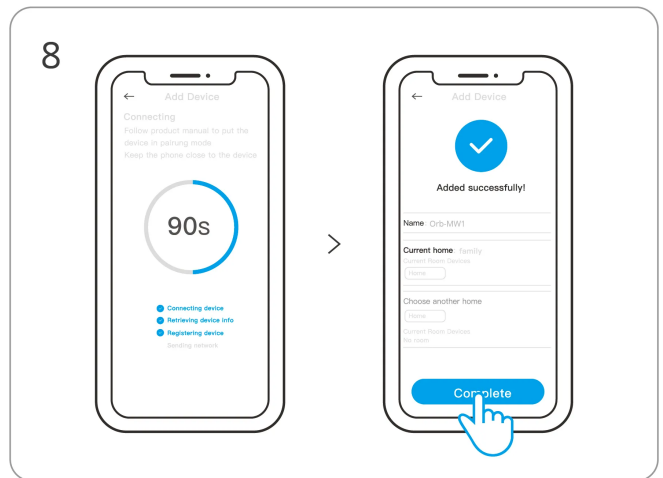 8
Add Device
Connecting
Follow product manual to put the
device in pairung mode.
Keep the phone close to the device
90s
Connecting device
Retrieving device info
Registering device
Sending network
Add Device
Added successfully!
Name: Orb-MW1
Current home: family
Current Room Devices
Home
Choose another home
Home
Current Room Devices
No room
Complete